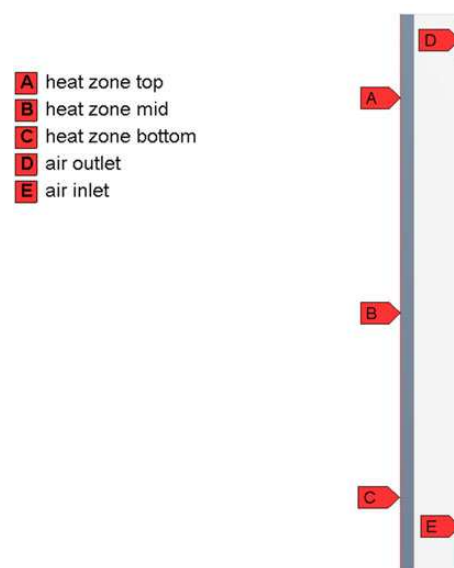 D
A
A heat zone top
B heat zone mid
C heat zone bottom
D air outlet
E air inlet
B
C
E